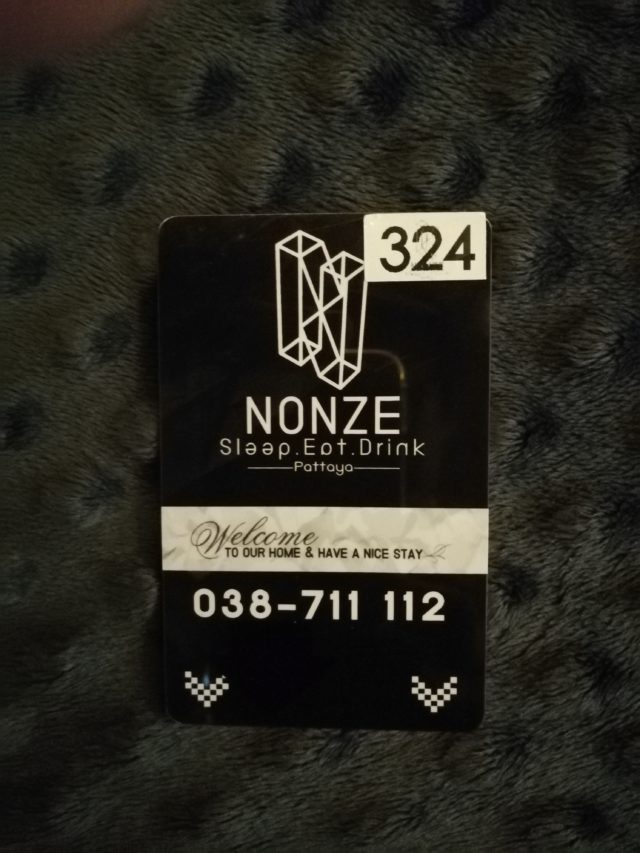 324
NONZE
Sleep.Eat.Drink
Pattaya
Welcome
TO OUR HOME & HAVE A NICE STAY
038-711 112